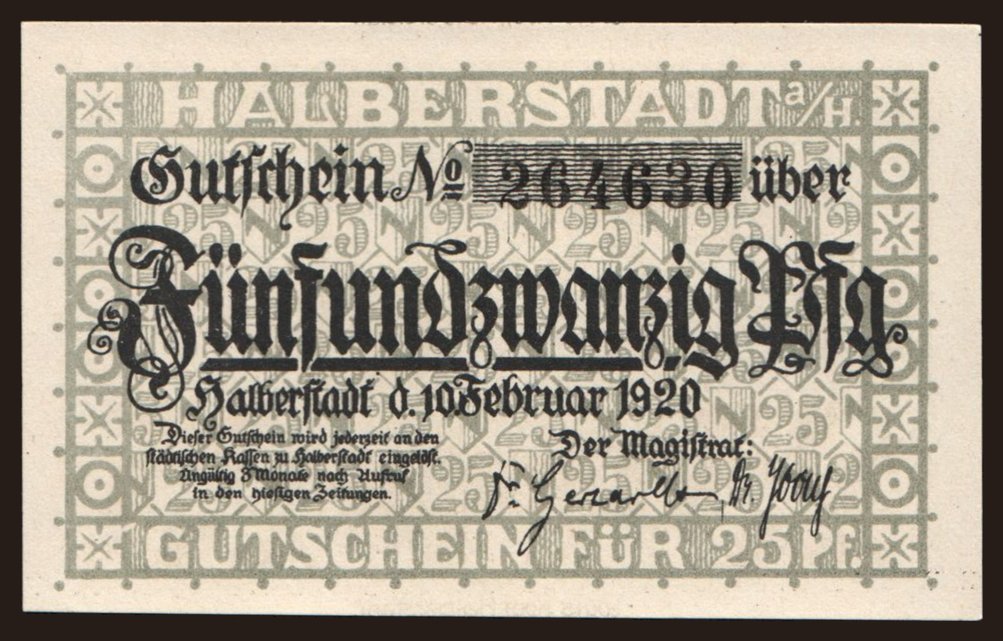 HALBERSTADT a/H.
Gutschein No 264630 über
Fünfundzwanzig Pfg
Halberstadt d. 10. Februar 1920
Dieser Gutschein wird jederzeit an den
städtischen Kassen zu Halberstadt eingelöst.
Ungültig 3 Monate nach Aufruf
in den hiesigen Zeitungen.
Der Magistrat:
GUTSCHEIN FÜR 25 Pf.